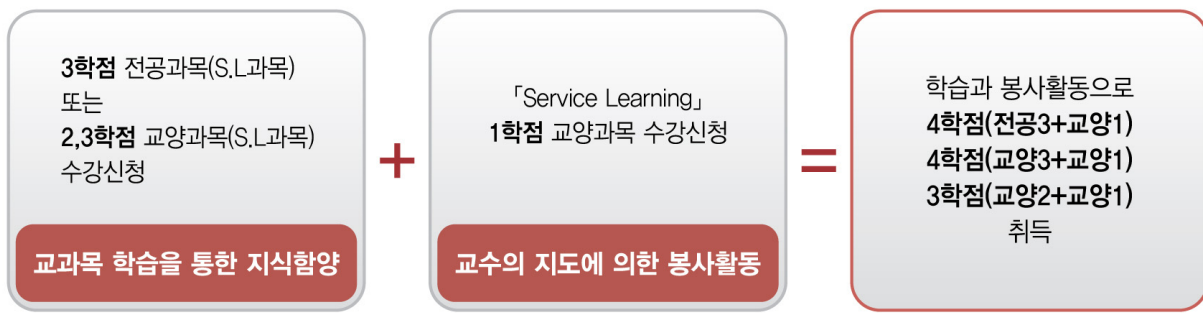 3학점 전공과목(S.L과목)
또는
2,3학점 교양과목(S.L과목)
수강신청
교과목 학습을 통한 지식함양
+
「Service Learning」
1학점 교양과목 수강신청
교수의 지도에 의한 봉사활동
=
학습과 봉사활동으로
4학점(전공3+교양1)
4학점(교양3+교양1)
3학점(교양2+교양1)
취득